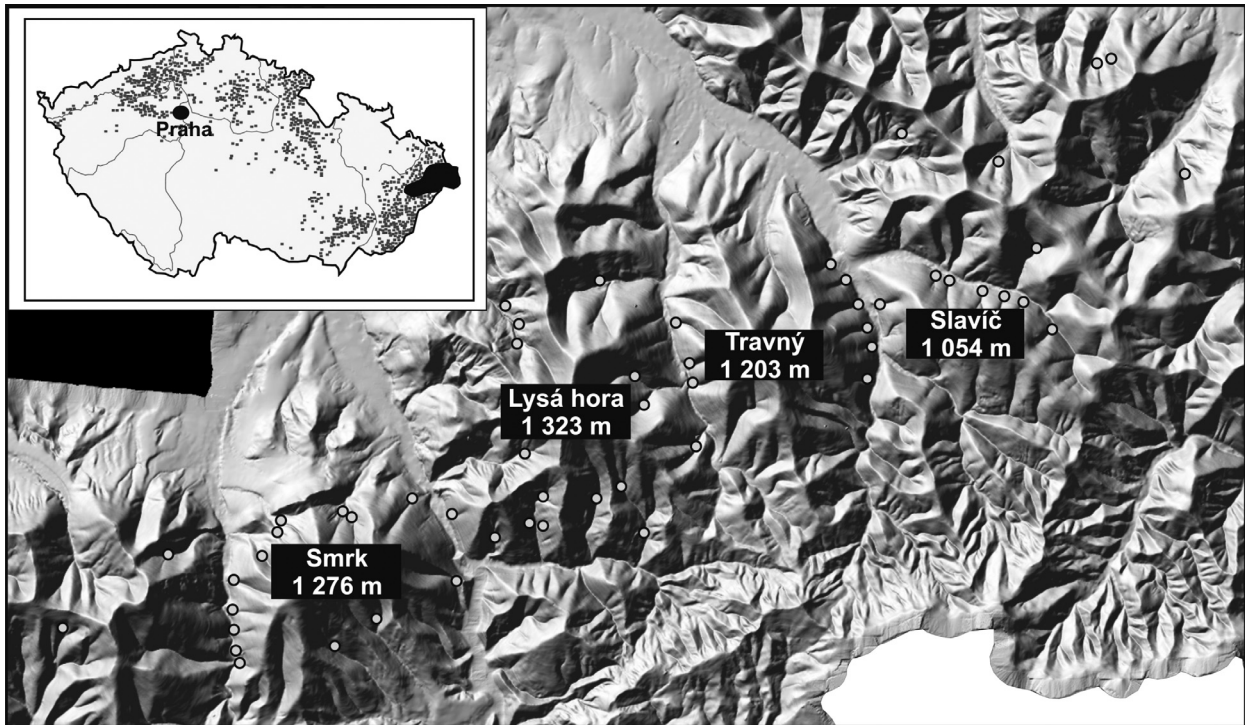 Praha
Slavíč
1 054 m
Travný
1 203 m
Lysá hora
1 323 m
Smrk
1 276 m